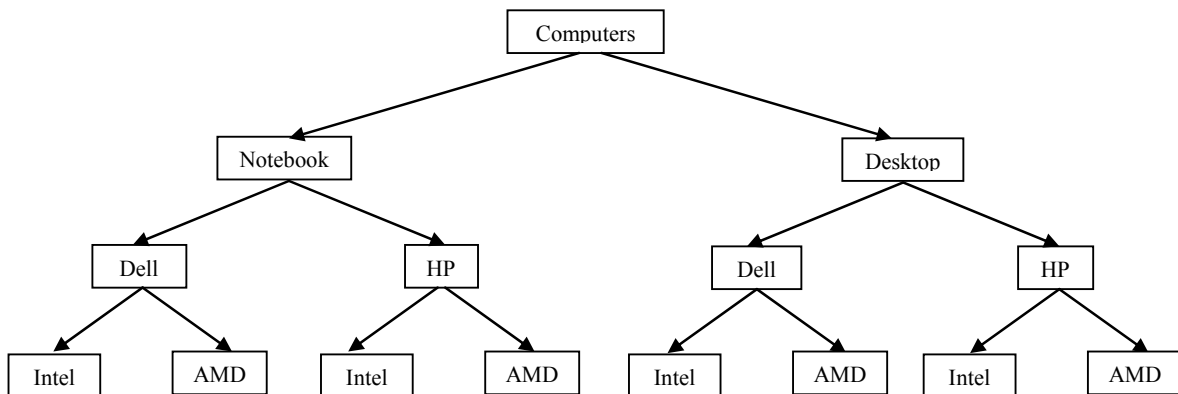 Computers
Notebook
Desktop
Dell
HP
Dell
HP
Intel
AMD
Intel
AMD
Intel
AMD
Intel
AMD